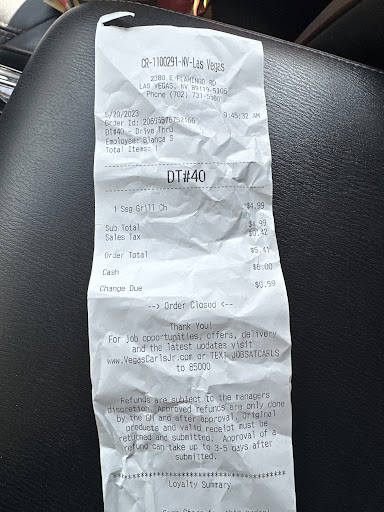 CR-1100291-NV-Las Vegas
2380 E FLAMINGO RD
LAS VEGAS, NV 89119-5305
Phone (702) 731-5900
5/20/2023 9:45:32 AM
Order Id: 20695576752166
DT#40 - Drive Thru
Employee: Blanca S
Total Items: 1
DT#40
1 Ssg Grill Ch $4.99
Sub Total $4.99
Sales Tax $0.42
Order Total $5.41
Cash $6.00
Change Due $0.59
--> Order Closed <--
Thank You!
For job opportunities, offers, delivery
and the latest updates visit
www.VegasCarlsJr.com or TEXT JOBSATCARLS
to 85000
Refunds are subject to the managers
discretion. Approved refunds are only done
by the GM and after approval. Original
products and valid receipt must be
returned and submitted. Approval of a
refund can take up to 3-5 days after
submitted.
****************************************
Loyalty Summary